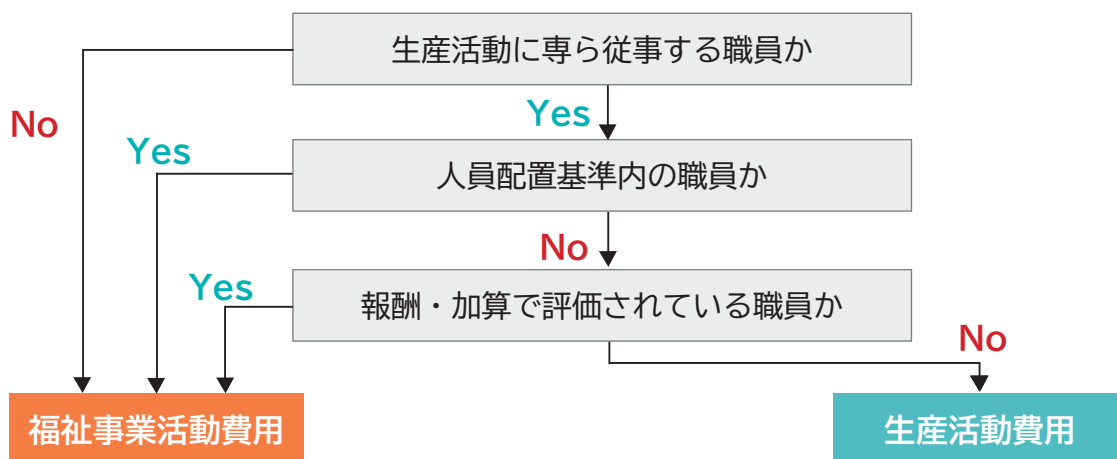 生産活動に専ら従事する職員か
No
Yes
Yes
人員配置基準内の職員か
No
Yes
報酬・加算で評価されている職員か
No
福祉事業活動費用
生産活動費用